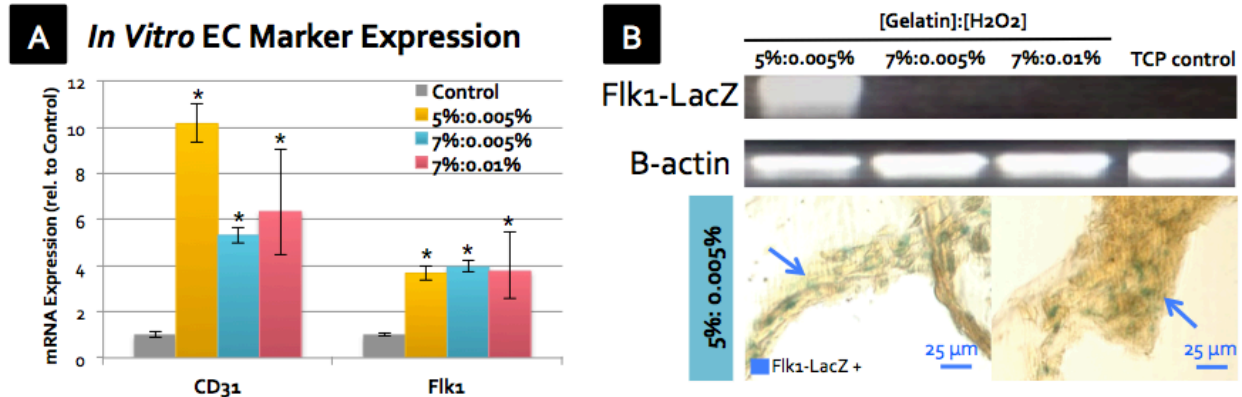 A
In Vitro EC Marker Expression
mRNA Expression (rel. to Control)
12
10
8
6
4
2
0
Control
5%:0.005%
7%:0.005%
7%:0.01%
*
*
*
*
*
*
CD31
Flk1
B
[Gelatin]:[H2O2]
5%:0.005% 7%:0.005% 7%:0.01% TCP control
Flk1-LacZ
B-actin
5%: 0.005%
Flk1-LacZ +
25 µm
25 µm